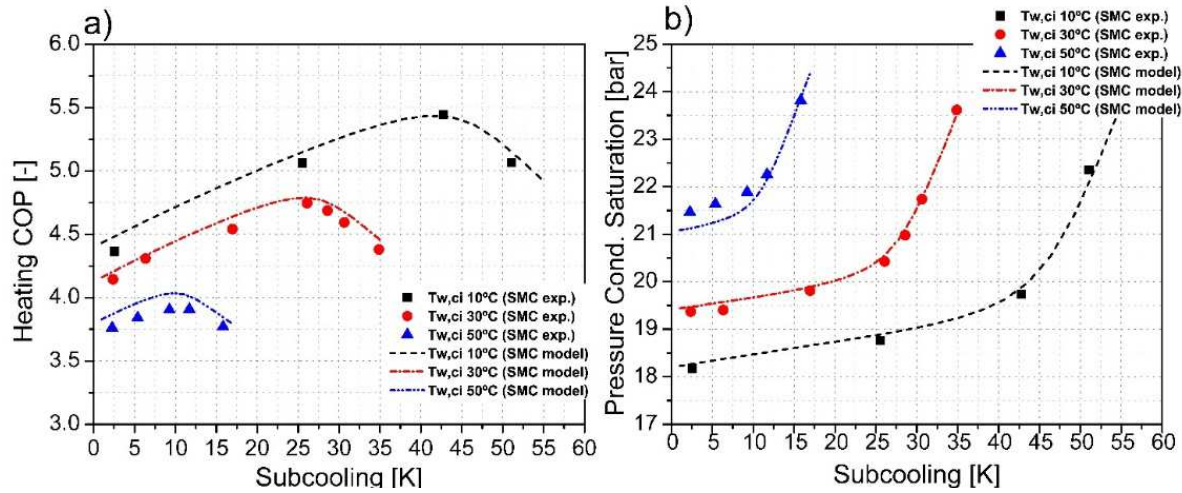 a)
Heating COP [-]
6.0
5.5
5.0
4.5
4.0
3.5
3.0
0 5 10 15 20 25 30 35 40 45 50 55 60
Subcooling [K]
Tw,ci 10ºC (SMC exp.)
Tw,ci 30ºC (SMC exp.)
Tw,ci 50ºC (SMC exp.)
Tw,ci 10ºC (SMC model)
Tw,ci 30ºC (SMC model)
Tw,ci 50ºC (SMC model)
b)
Pressure Cond. Saturation [bar]
25
24
23
22
21
20
19
18
17
0 5 10 15 20 25 30 35 40 45 50 55 60
Subcooling [K]
Tw,ci 10ºC (SMC exp.)
Tw,ci 30ºC (SMC exp.)
Tw,ci 50ºC (SMC exp.)
Tw,ci 10ºC (SMC model)
Tw,ci 30ºC (SMC model)
Tw,ci 50ºC (SMC model)